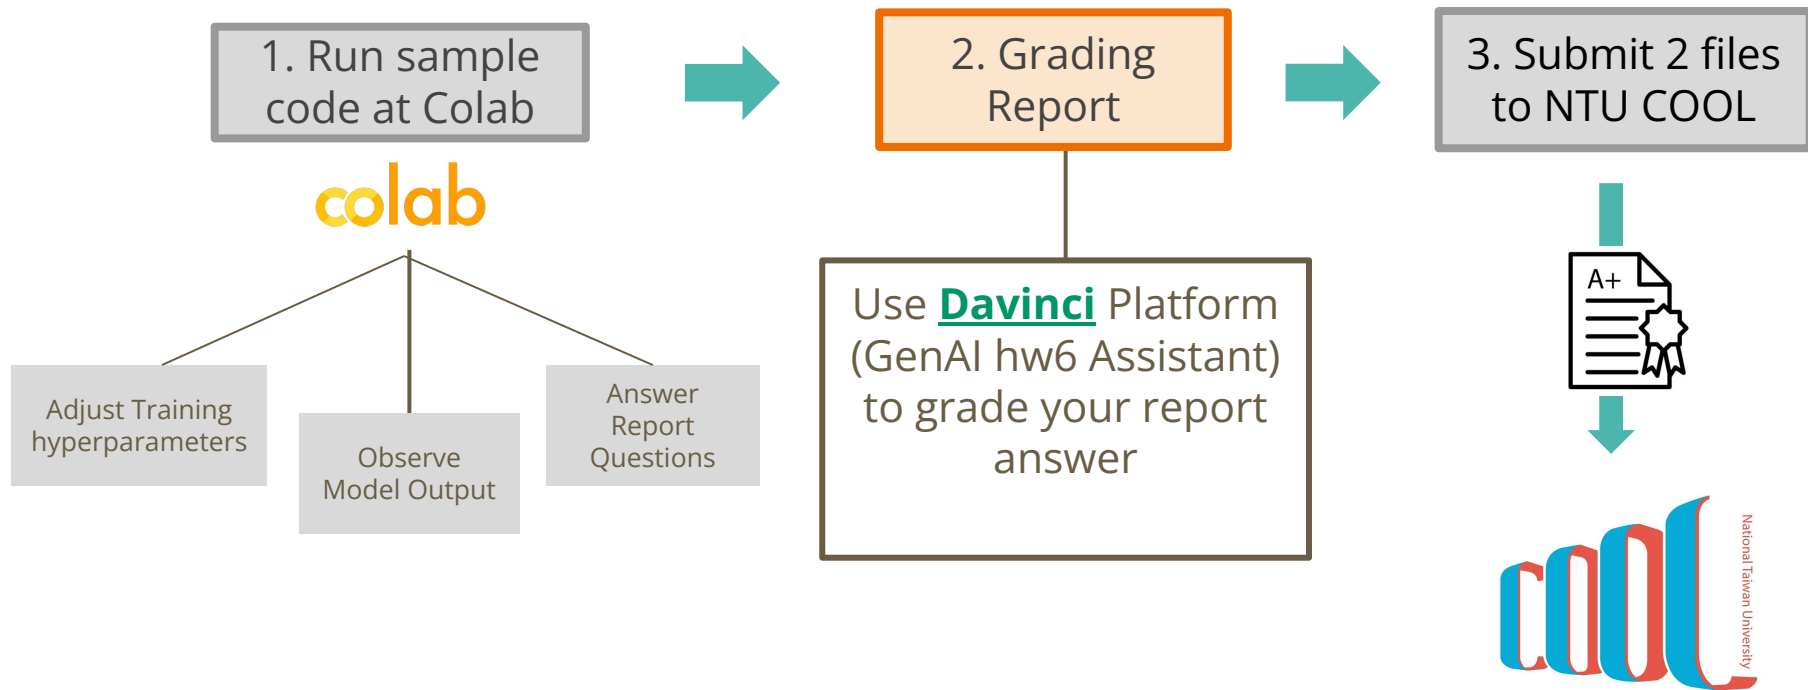 1. Run sample
code at Colab
2. Grading
Report
3. Submit 2 files
to NTU COOL
colab
Adjust Training
hyperparameters
Observe
Model Output
Answer
Report
Questions
Use Davinci Platform
(GenAI hw6 Assistant)
to grade your report
answer
A+
COOL
National Taiwan University